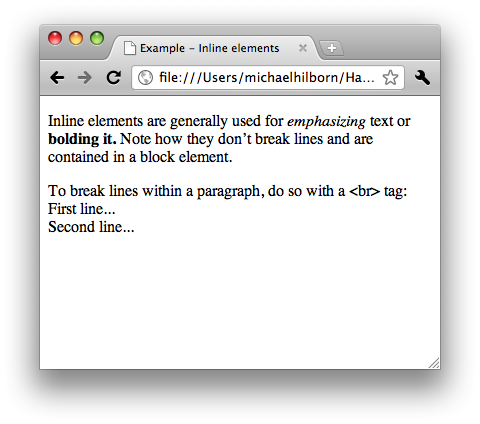 Example – Inline elements
file:///Users/michaelhilborn/Ha...
Inline elements are generally used for emphasizing text or
bolding it. Note how they don’t break lines and are
contained in a block element.
To break lines within a paragraph, do so with a <br> tag:
First line...
Second line...